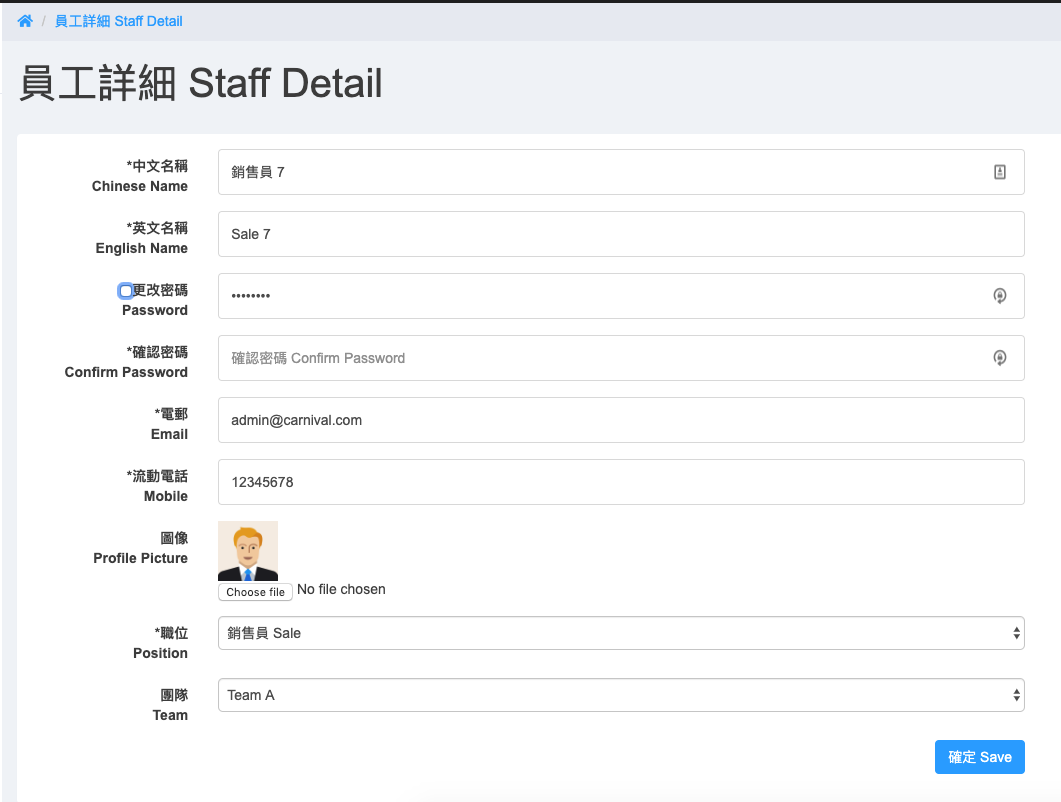 / 員工詳細 Staff Detail
員工詳細 Staff Detail
*中文名稱
Chinese Name
銷售員 7
*英文名稱
English Name
Sale 7
更改密碼
Password
••••••••
*確認密碼
Confirm Password
確認密碼 Confirm Password
*電郵
Email
admin@carnival.com
*流動電話
Mobile
12345678
圖像
Profile Picture
Choose file No file chosen
*職位
Position
銷售員 Sale
團隊
Team
Team A
確定 Save